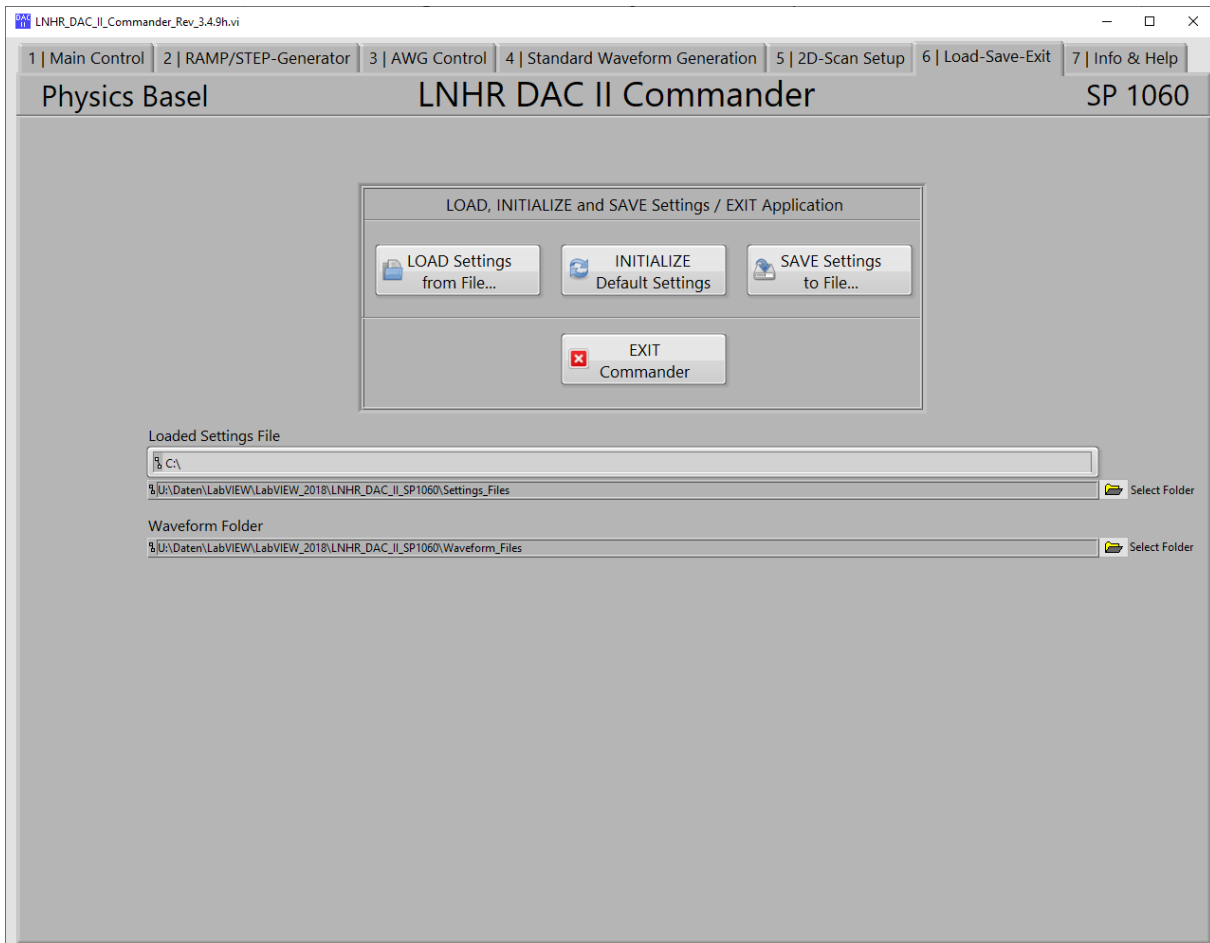 LNHR_DAC_II_Commander_Rev_3.4.9h.vi
1 | Main Control 2 | RAMP/STEP-Generator 3 | AWG Control 4 | Standard Waveform Generation 5 | 2D-Scan Setup 6 | Load-Save-Exit 7 | Info & Help
Physics Basel LNHR DAC II Commander SP 1060
LOAD, INITIALIZE and SAVE Settings / EXIT Application
LOAD Settings
from File...
INITIALIZE
Default Settings
SAVE Settings
to File...
EXIT
Commander
Loaded Settings File
C:\
U:\Daten\LabVIEW\LabVIEW_2018\LNHR_DAC_II_SP1060\Settings_Files Select Folder
Waveform Folder
U:\Daten\LabVIEW\LabVIEW_2018\LNHR_DAC_II_SP1060\Waveform_Files Select Folder